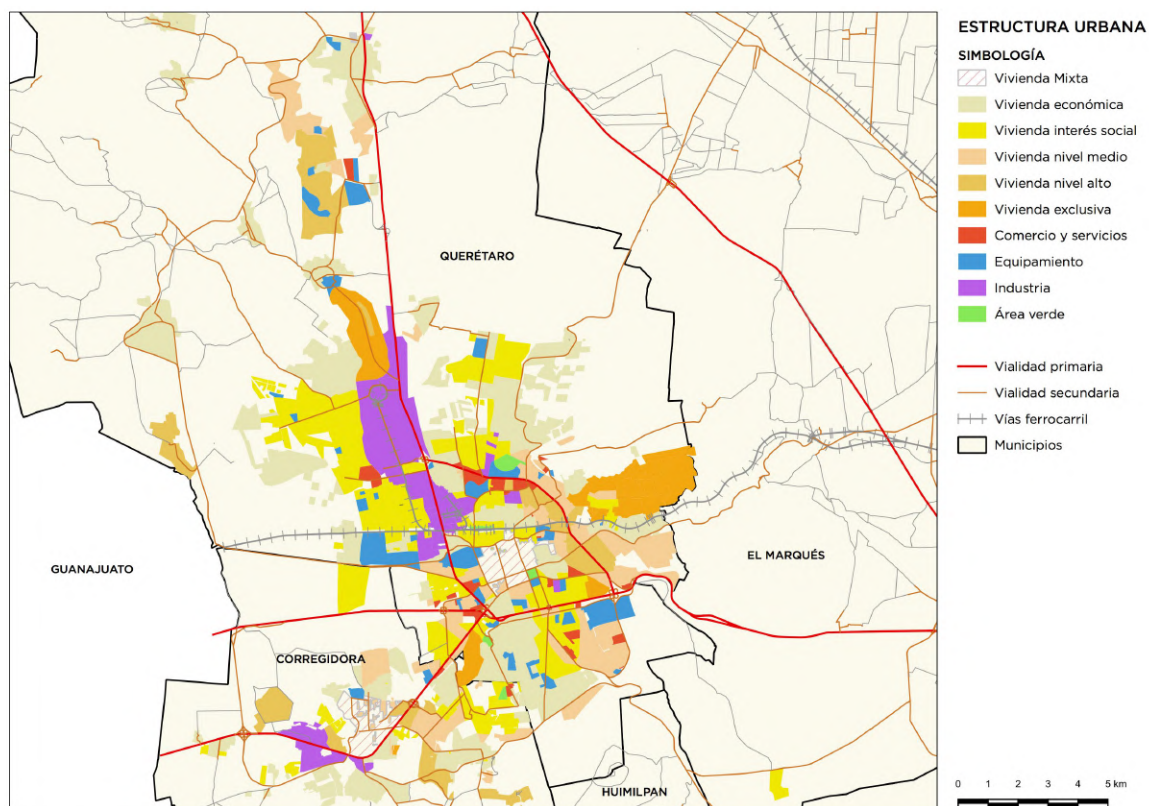 ESTRUCTURA URBANA
SIMBOLOGÍA
Vivienda Mixta
Vivienda económica
Vivienda interés social
Vivienda nivel medio
Vivienda nivel alto
Vivienda exclusiva
Comercio y servicios
Equipamiento
Industria
Área verde
Vialidad primaria
Vialidad secundaria
Vías ferrocarril
Municipios
QUERÉTARO
EL MARQUÉS
GUANAJUATO
CORREGIDORA
HUIMILPAN
0 1 2 3 4 5 km